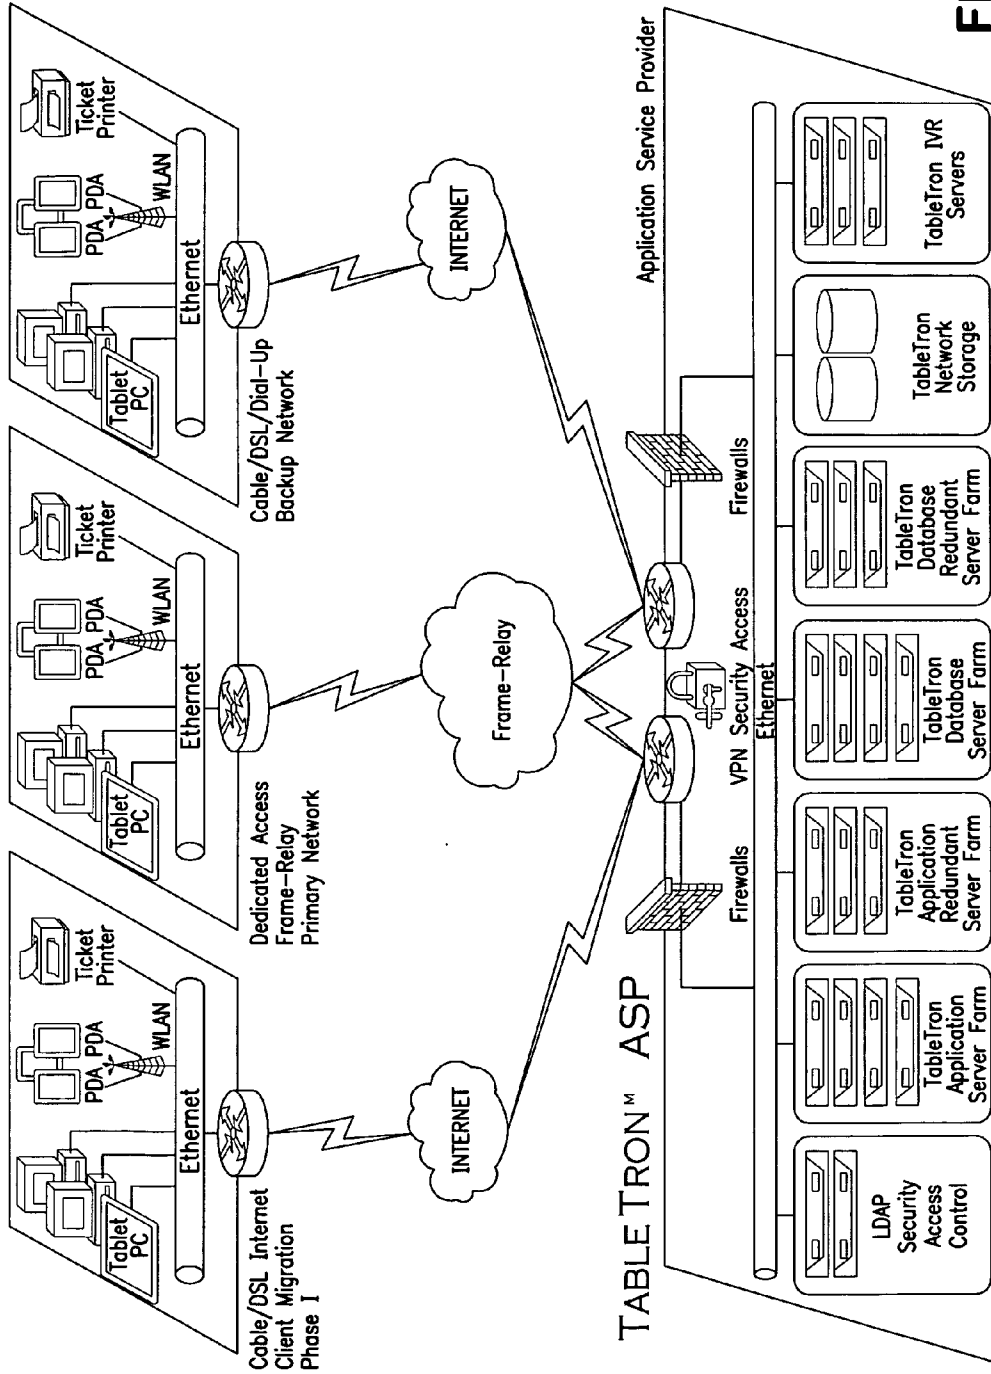 Tablet
PC
PDA
PDA
WLAN
Ticket
Printer
Ethernet
Cable/DSL Internet
Client Migration
Phase I
Tablet
PC
PDA
PDA
WLAN
Ticket
Printer
Ethernet
Dedicated Access
Frame-Relay
Primary Network
Tablet
PC
PDA
PDA
WLAN
Ticket
Printer
Ethernet
Cable/DSL/Dial-Up
Backup Network
INTERNET
Frame-Relay
INTERNET
TABLETRON™ ASP
Application Service Provider
Firewalls
VPN Security Access
Firewalls
Ethernet
LDAP
Security
Access
Control
TableTron
Application
Server Farm
TableTron
Application
Redundant
Server Farm
TableTron
Database
Server Farm
TableTron
Database
Redundant
Server Farm
TableTron
Network
Storage
TableTron IVR
Servers